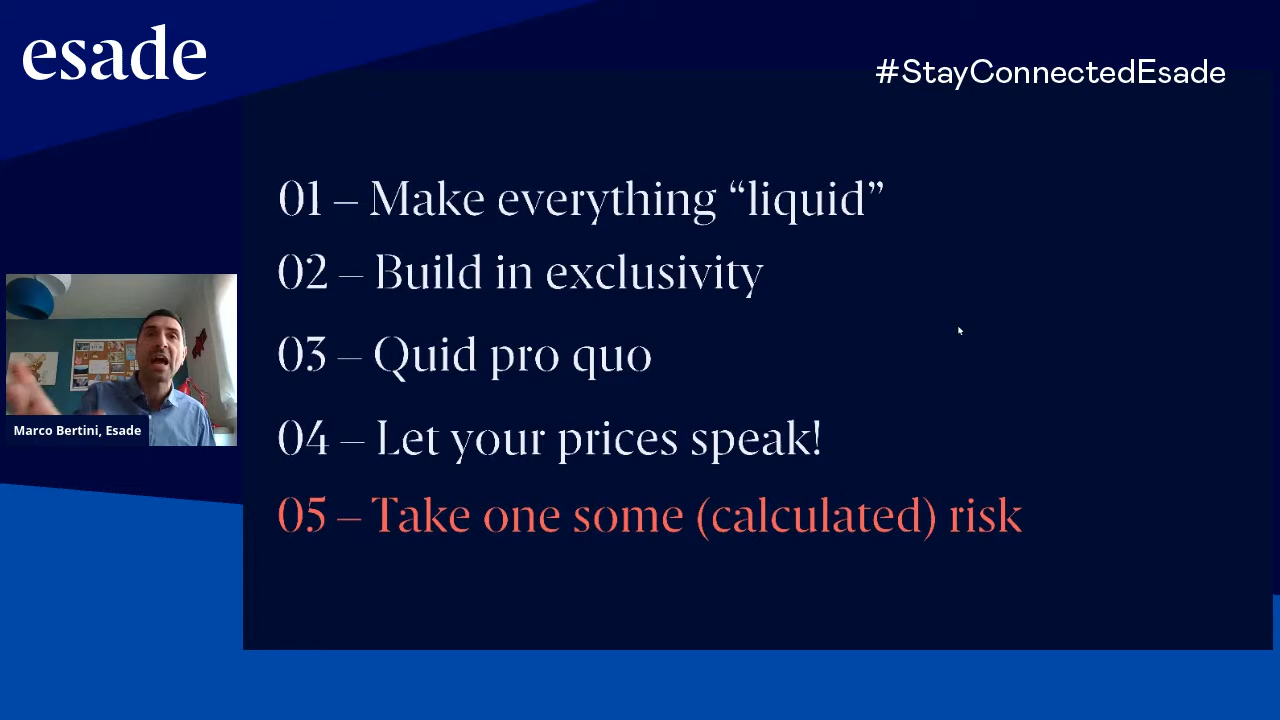 esade
#StayConnectedEsade
01 – Make everything “liquid”
02 – Build in exclusivity
03 – Quid pro quo
04 – Let your prices speak!
05 – Take one some (calculated) risk
Marco Bertini, Esade